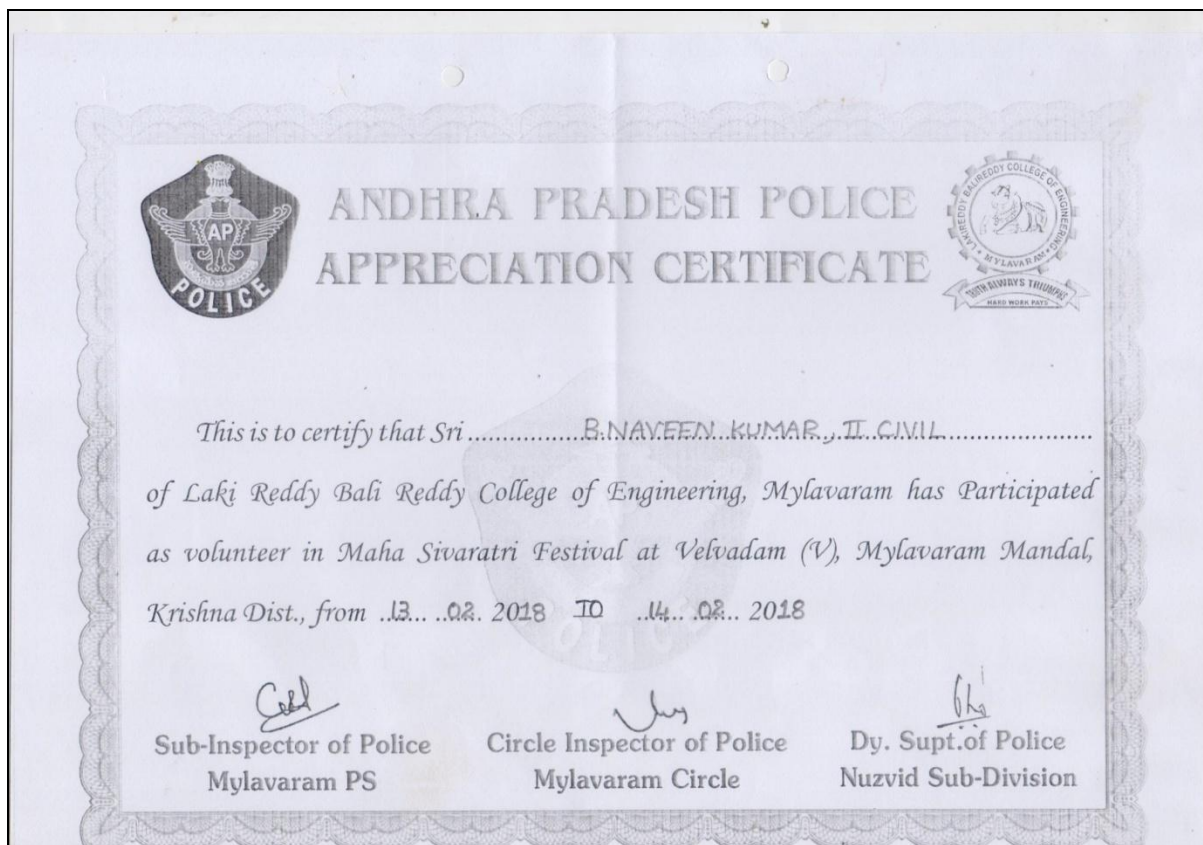 ANDHRA PRADESH POLICE
APPRECIATION CERTIFICATE
AP
POLICE
LAKIREDDY BALIREDDY COLLEGE OF ENGINEERING
MYLAVARAM
TRUTH ALWAYS TRIUMPHS
HARD WORK PAYS
This is to certify that Sri ............... B.NAVEEN KUMAR, II CIVIL ...............
of Laki Reddy Bali Reddy College of Engineering, Mylavaram has Participated
as volunteer in Maha Sivaratri Festival at Velvadam (V), Mylavaram Mandal,
Krishna Dist., from ..13... ...02. 2018 TO ..14... .02... 2018
Sub-Inspector of Police
Mylavaram PS
Circle Inspector of Police
Mylavaram Circle
Dy. Supt.of Police
Nuzvid Sub-Division